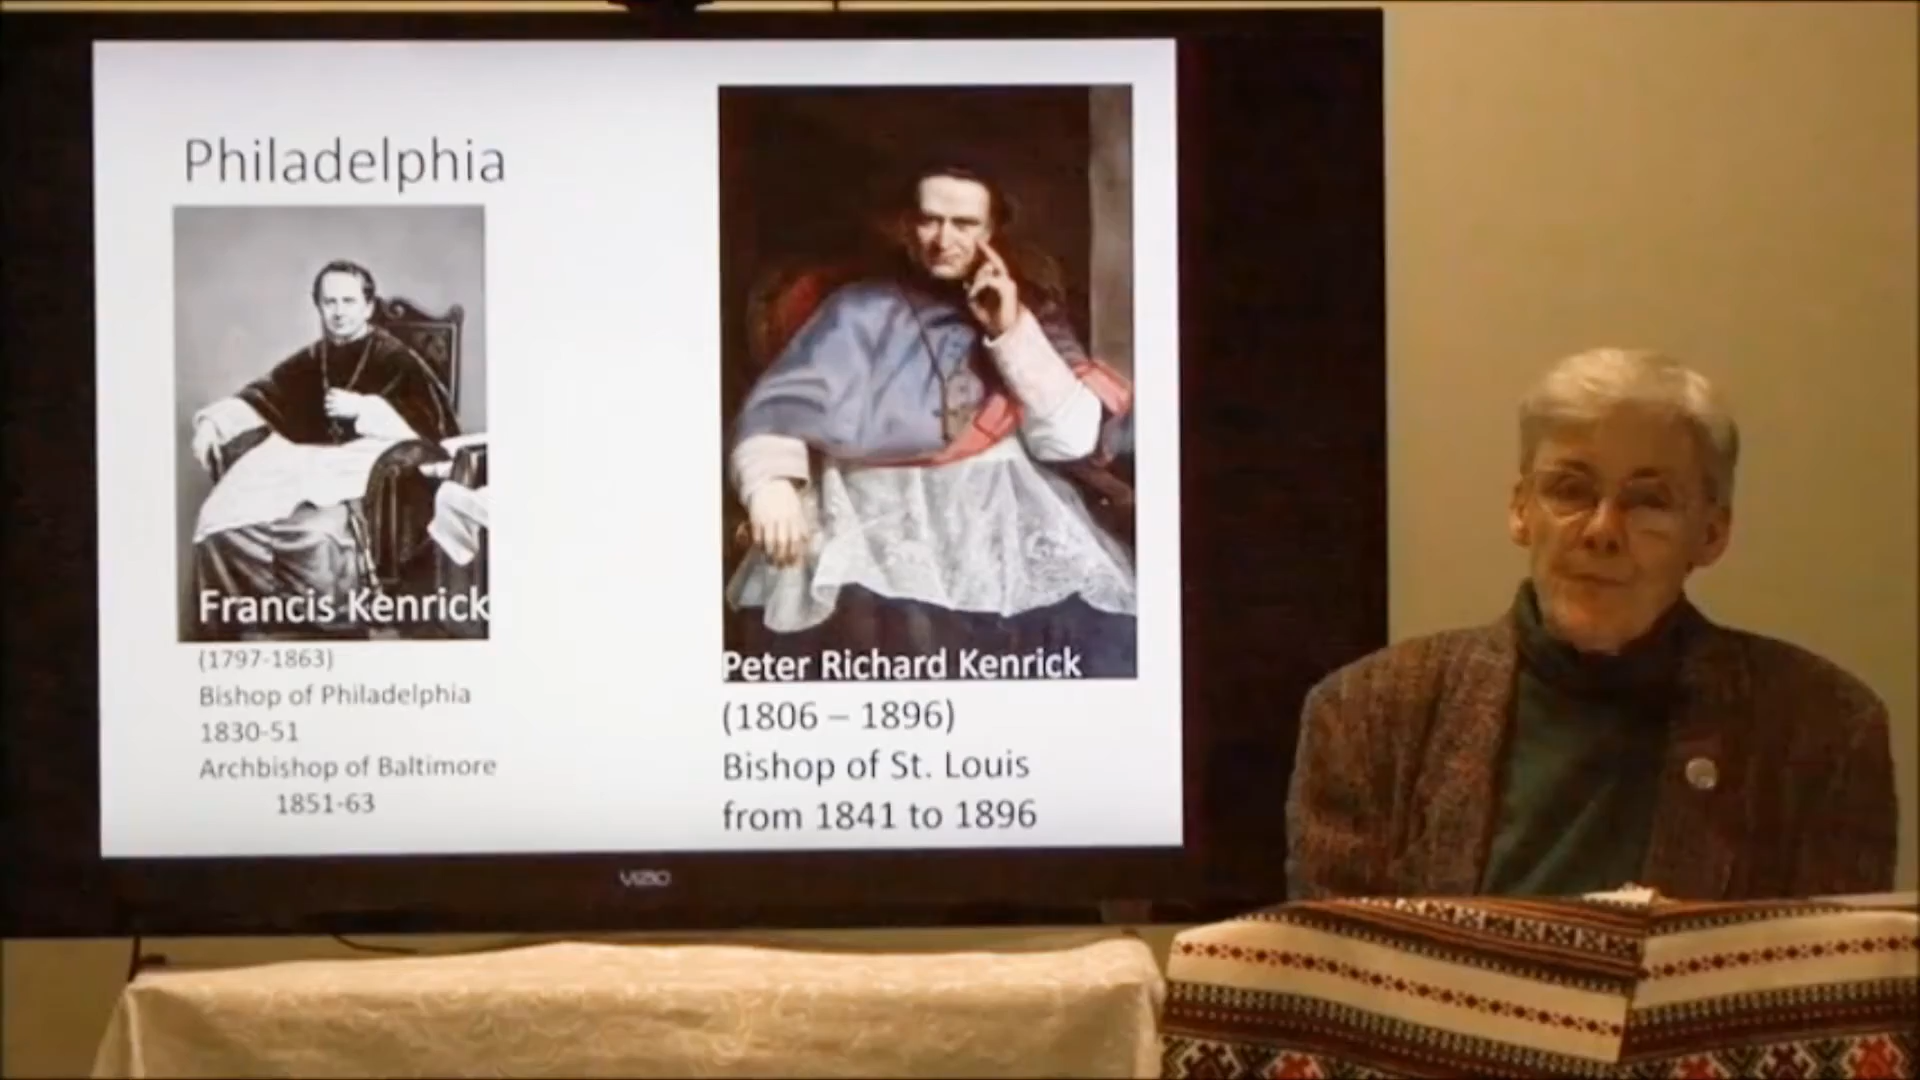 Philadelphia
Francis Kenrick
(1797-1863)
Bishop of Philadelphia
1830-51
Archbishop of Baltimore
1851-63
Peter Richard Kenrick
(1806 – 1896)
Bishop of St. Louis
from 1841 to 1896
VIZIO